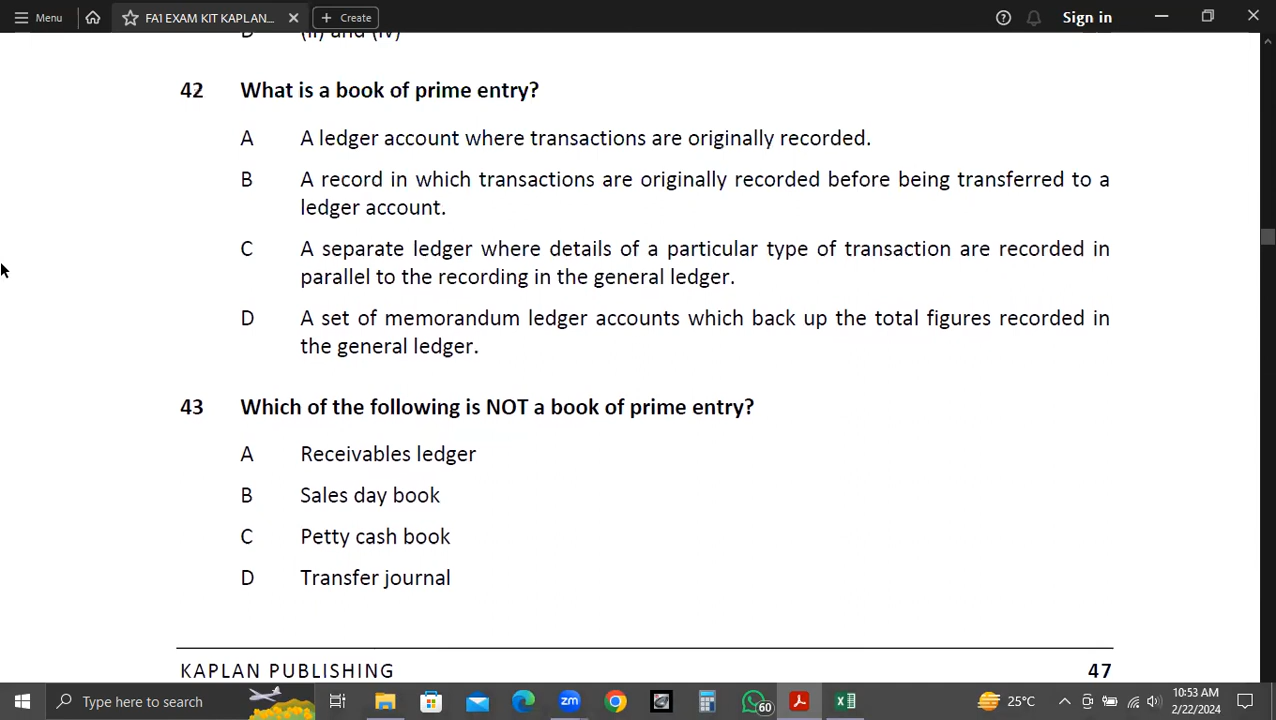 Menu
FA1 EXAM KIT KAPLAN...
Create
Sign in
D (ii) and (iv)
42 What is a book of prime entry?
A A ledger account where transactions are originally recorded.
B A record in which transactions are originally recorded before being transferred to a
ledger account.
C A separate ledger where details of a particular type of transaction are recorded in
parallel to the recording in the general ledger.
D A set of memorandum ledger accounts which back up the total figures recorded in
the general ledger.
43 Which of the following is NOT a book of prime entry?
A Receivables ledger
B Sales day book
C Petty cash book
D Transfer journal
KAPLAN PUBLISHING 47
Type here to search
zm
60
25°C
10:53 AM
2/22/2024